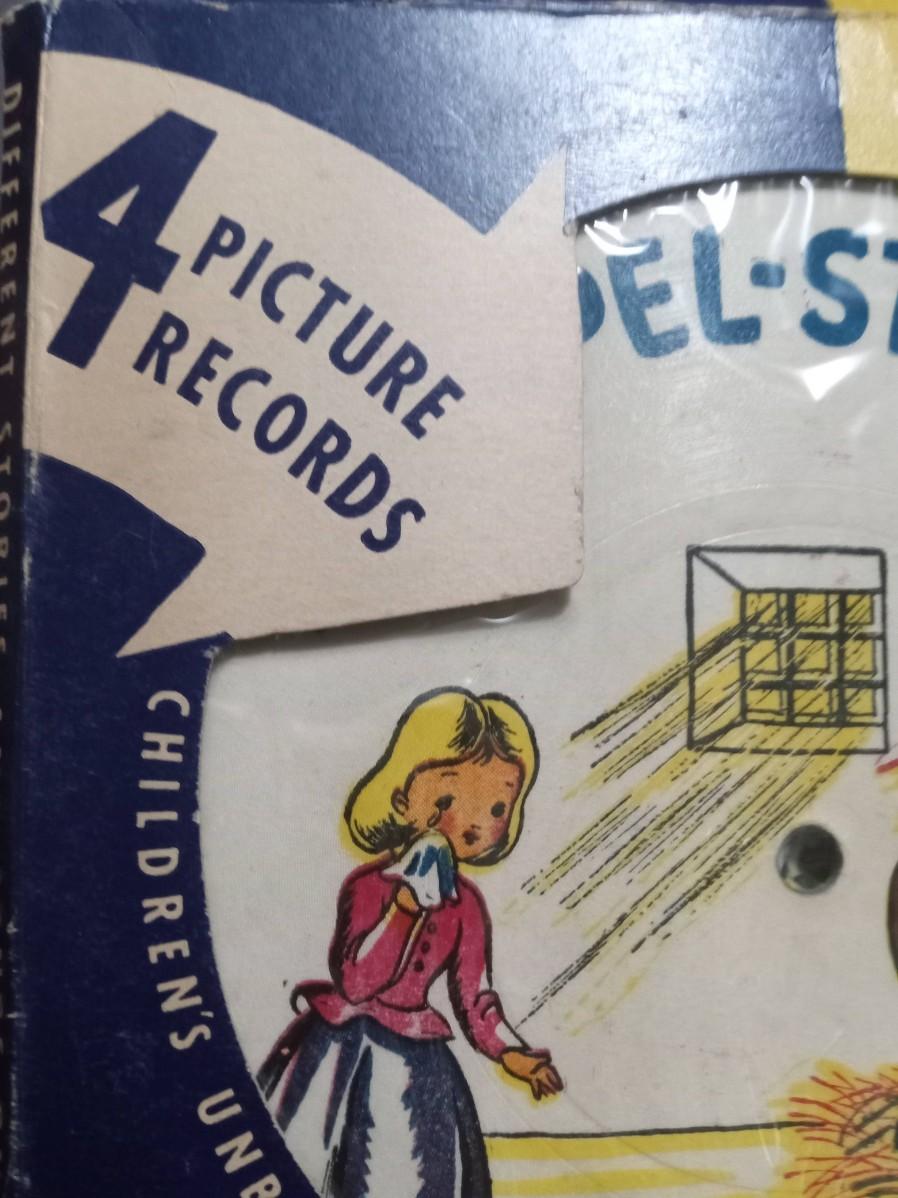 4 PICTURE
RECORDS
DEL-ST
CHILDREN'S UNB
DIFFERENT STORIES